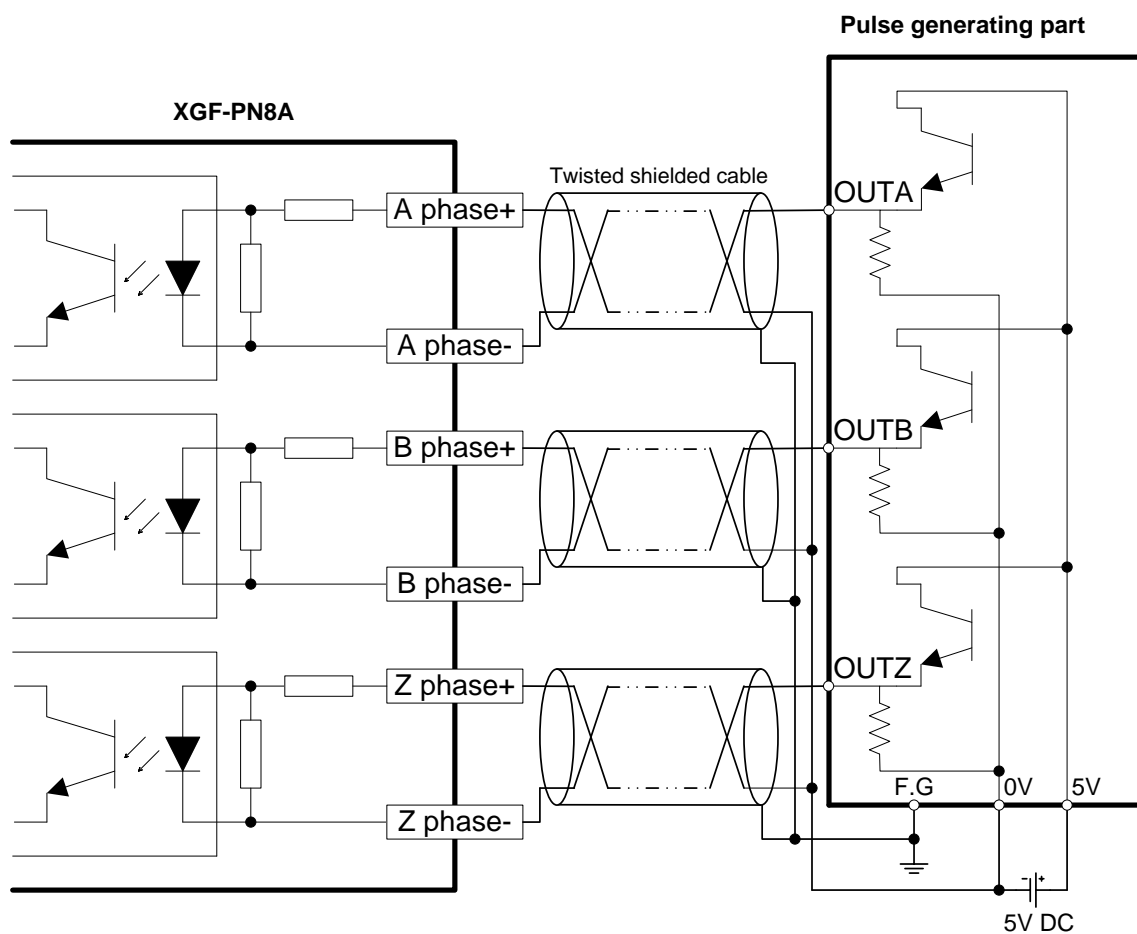 Pulse generating part
XGF-PN8A
Twisted shielded cable
A phase+
OUTA
A phase-
B phase+
OUTB
B phase-
Z phase+
OUTZ
F.G
0V
5V
Z phase-
- +
5V DC